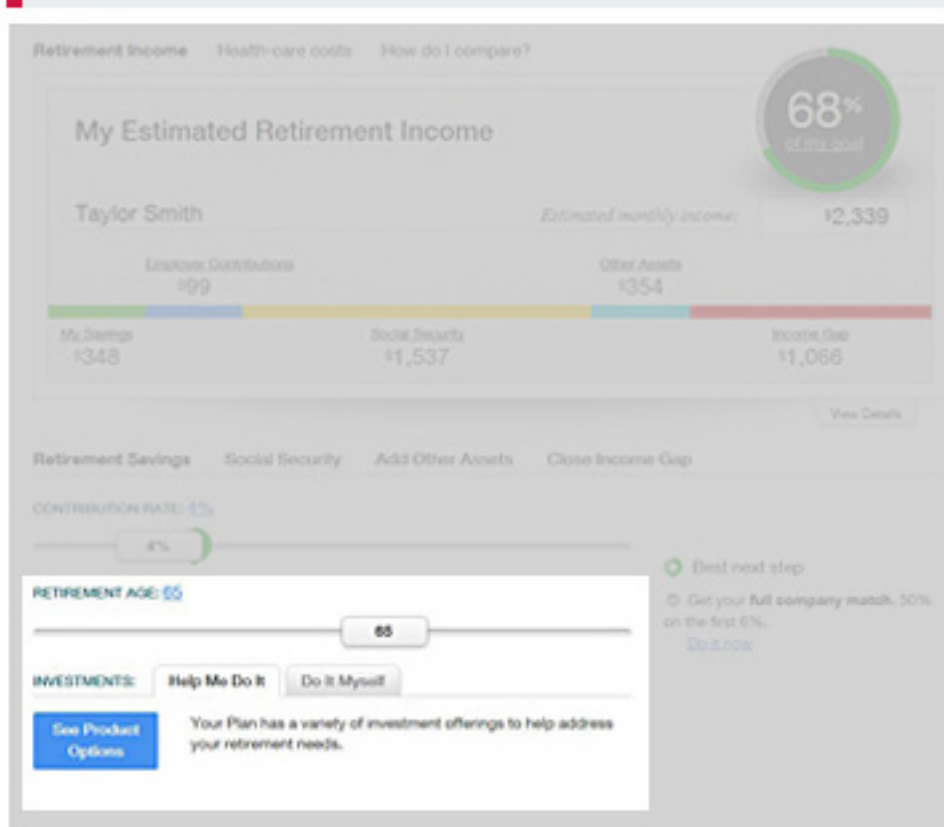 Retirement Income Health-care costs How do I compare?
68%
of my goal
My Estimated Retirement Income
Taylor Smith Estimated monthly income: $2,339
Employer Contributions Other Assets
$99 $354
My Savings Social Security Income Gap
$348 $1,537 $1,066
View Details
Retirement Savings Social Security Add Other Assets Close Income Gap
CONTRIBUTION RATE: 4%
4%
Best next step
RETIREMENT AGE: 65
Get your full company match. 50%
on the first 6%.
65
Do it now
INVESTMENTS: Help Me Do It Do It Myself
See Product
Options
Your Plan has a variety of investment offerings to help address
your retirement needs.